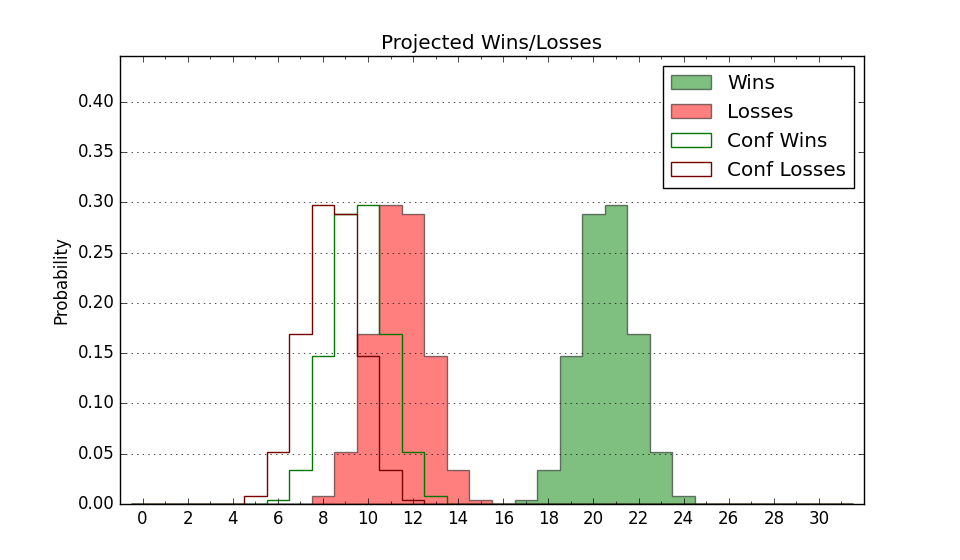 Projected Wins/Losses
Wins
Losses
Conf Wins
Conf Losses
Probability
0.40
0.35
0.30
0.25
0.20
0.15
0.10
0.05
0.00
0 2 4 6 8 10 12 14 16 18 20 22 24 26 28 30